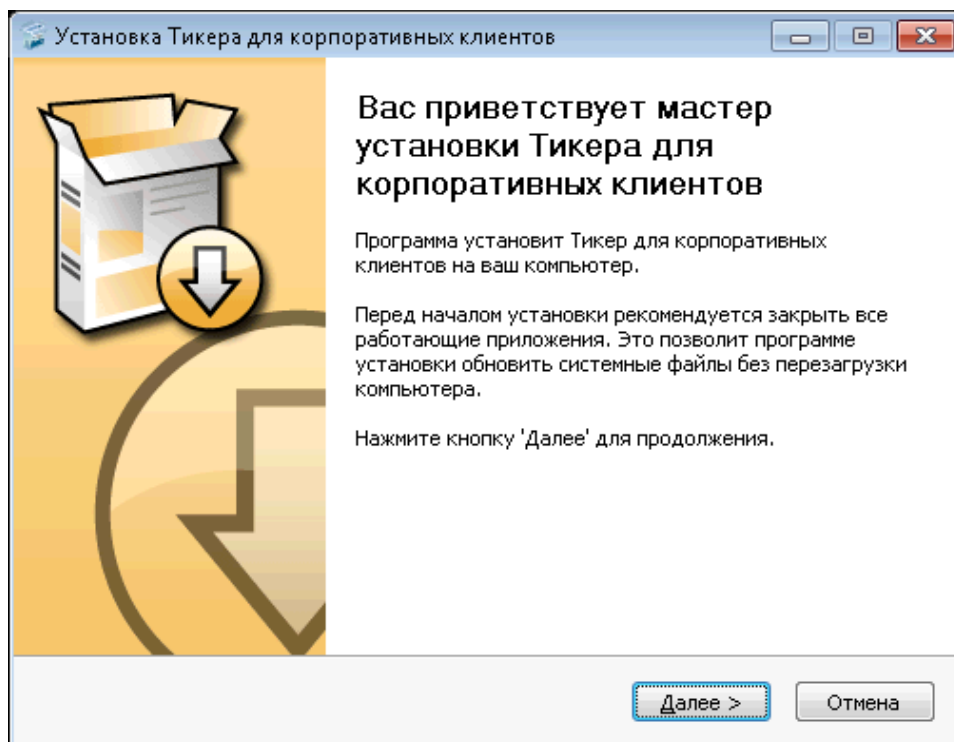 Установка Тикера для корпоративных клиентов
Вас приветствует мастер
установки Тикера для
корпоративных клиентов
Программа установит Тикер для корпоративных
клиентов на ваш компьютер.
Перед началом установки рекомендуется закрыть все
работающие приложения. Это позволит программе
установки обновить системные файлы без перезагрузки
компьютера.
Нажмите кнопку 'Далее' для продолжения.
Далее >
Отмена